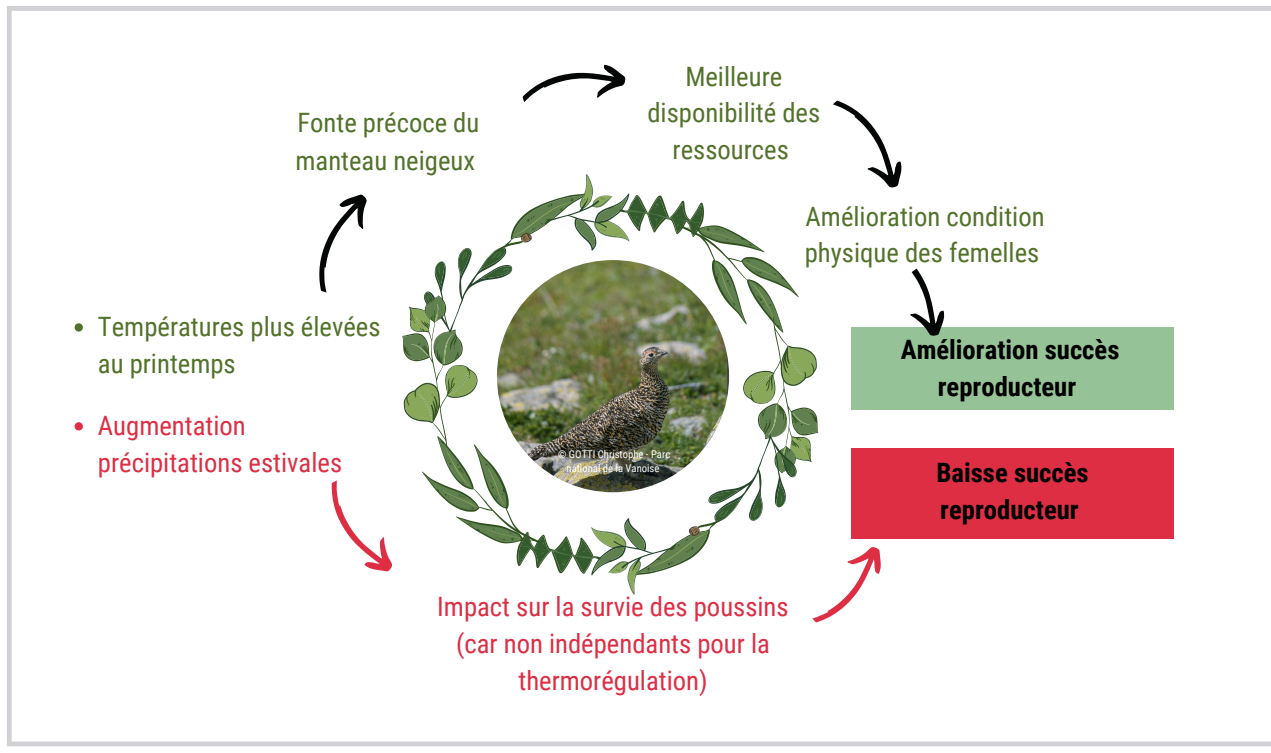 Meilleure
disponibilité des
ressources
Fonte précoce du
manteau neigeux
Amélioration condition
physique des femelles
• Températures plus élevées
au printemps
Amélioration succès
reproducteur
• Augmentation
précipitations estivales
© GOTTI Christophe - Parc
national de la Vanoise
Baisse succès
reproducteur
Impact sur la survie des poussins
(car non indépendants pour la
thermorégulation)